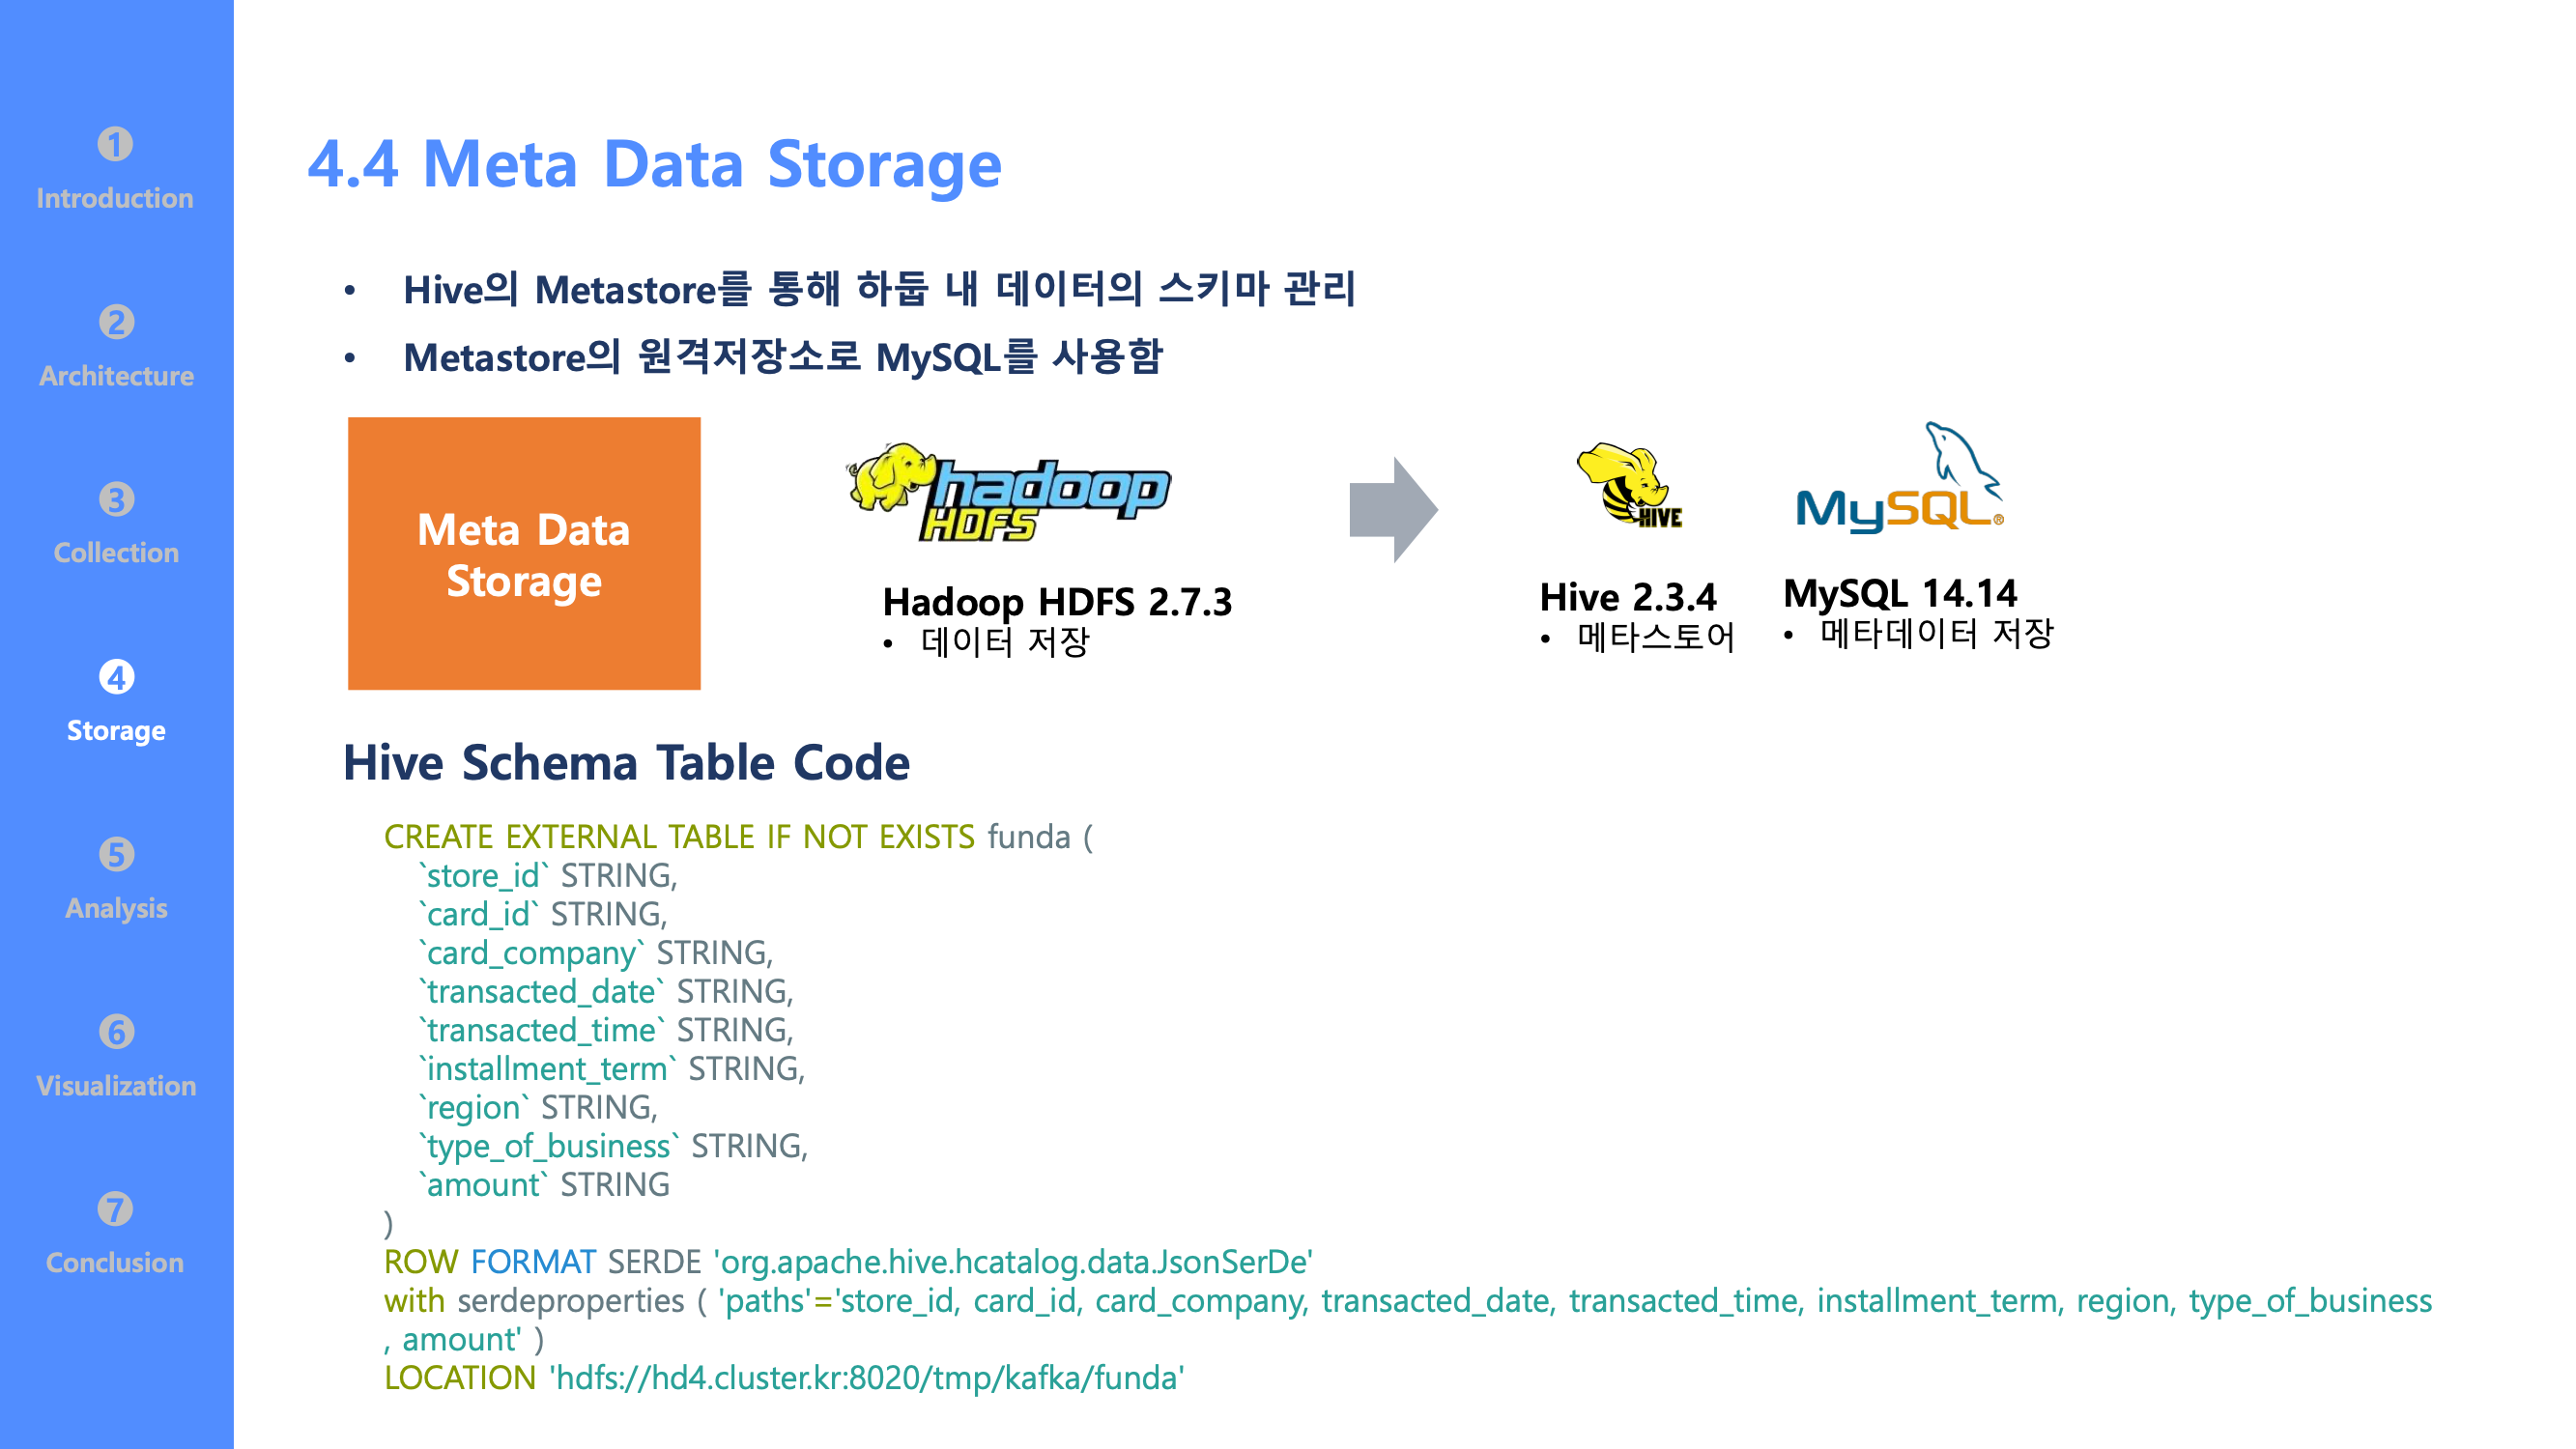 ❶
Introduction
❷
Architecture
❸
Collection
❹
Storage
❺
Analysis
❻
Visualization
❼
Conclusion
4.4 Meta Data Storage
• Hive의 Metastore를 통해 하둡 내 데이터의 스키마 관리
• Metastore의 원격저장소로 MySQL를 사용함
Meta Data
Storage
hadoop
HDFS
Hadoop HDFS 2.7.3
• 데이터 저장
HIVE
Hive 2.3.4
• 메타스토어
MySQL®
MySQL 14.14
• 메타데이터 저장
Hive Schema Table Code
CREATE EXTERNAL TABLE IF NOT EXISTS funda (
`store_id` STRING,
`card_id` STRING,
`card_company` STRING,
`transacted_date` STRING,
`transacted_time` STRING,
`installment_term` STRING,
`region` STRING,
`type_of_business` STRING,
`amount` STRING
)
ROW FORMAT SERDE 'org.apache.hive.hcatalog.data.JsonSerDe'
with serdeproperties ( 'paths'='store_id, card_id, card_company, transacted_date, transacted_time, installment_term, region, type_of_business
, amount' )
LOCATION 'hdfs://hd4.cluster.kr:8020/tmp/kafka/funda'